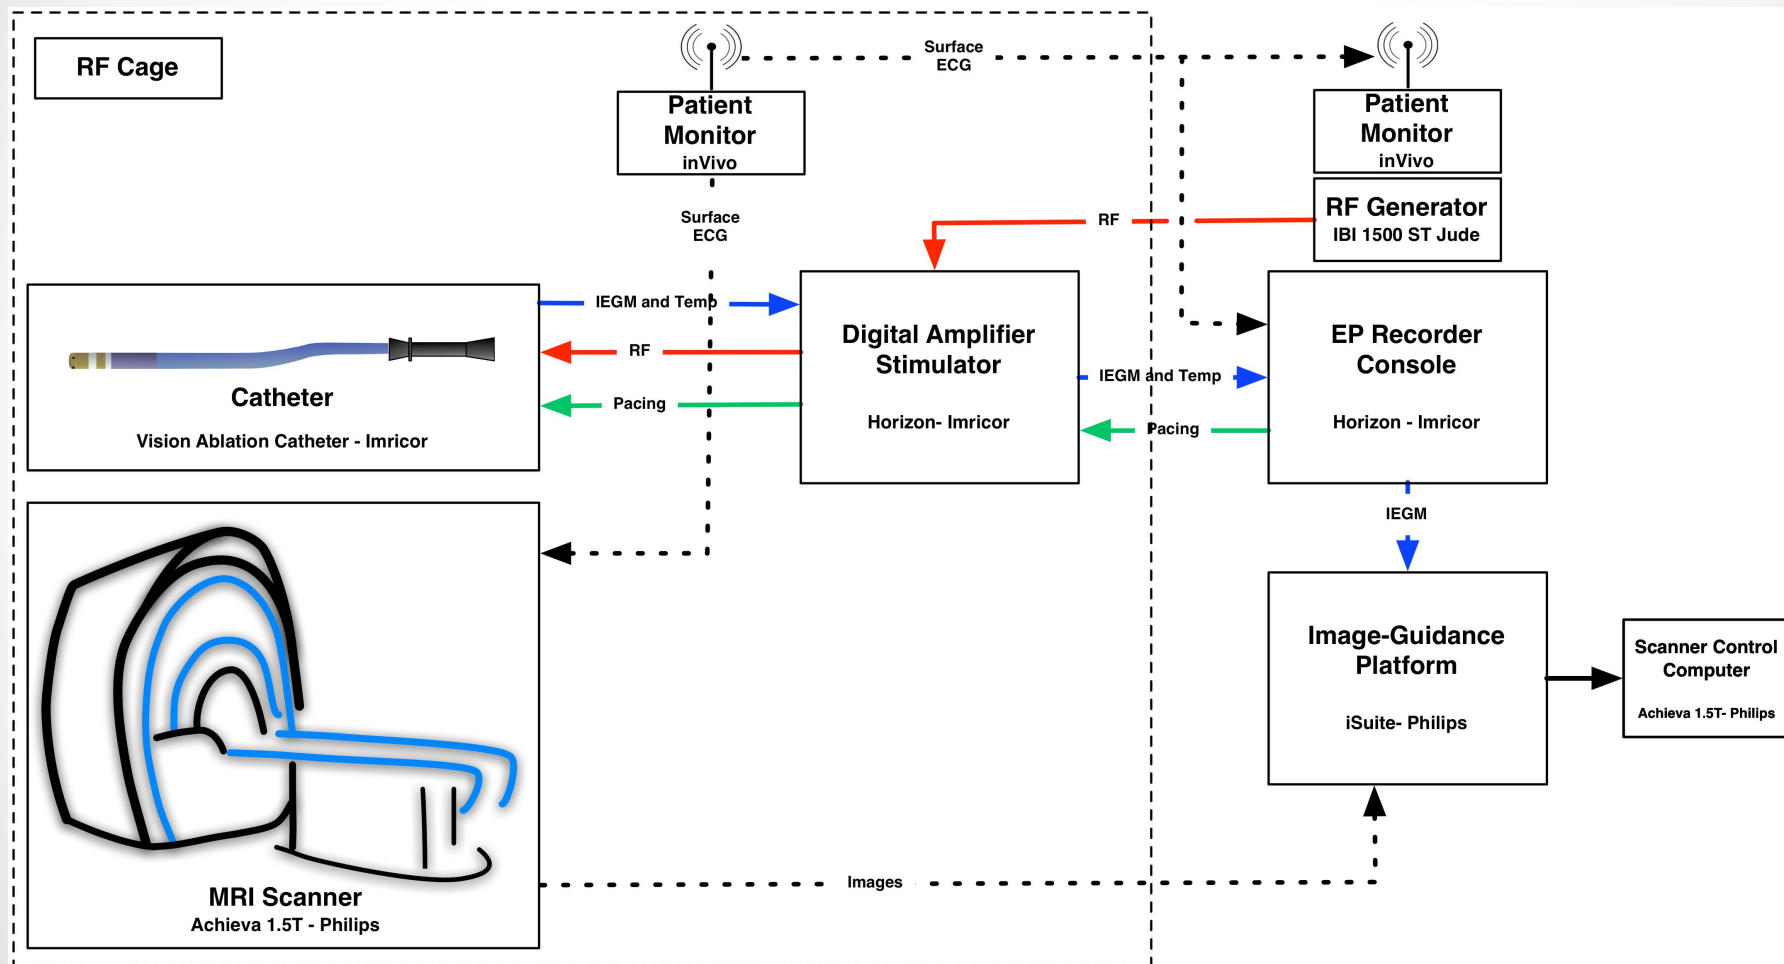 RF Cage
Surface
ECG
Patient
Monitor
inVivo
Patient
Monitor
inVivo
Surface
ECG
RF
RF Generator
IBI 1500 ST Jude
IEGM and Temp
RF
Pacing
Catheter
Vision Ablation Catheter - Imricor
Digital Amplifier
Stimulator
Horizon- Imricor
IEGM and Temp
Pacing
EP Recorder
Console
Horizon - Imricor
IEGM
Image-Guidance
Platform
iSuite- Philips
Scanner Control
Computer
Achieva 1.5T- Philips
Images
MRI Scanner
Achieva 1.5T - Philips